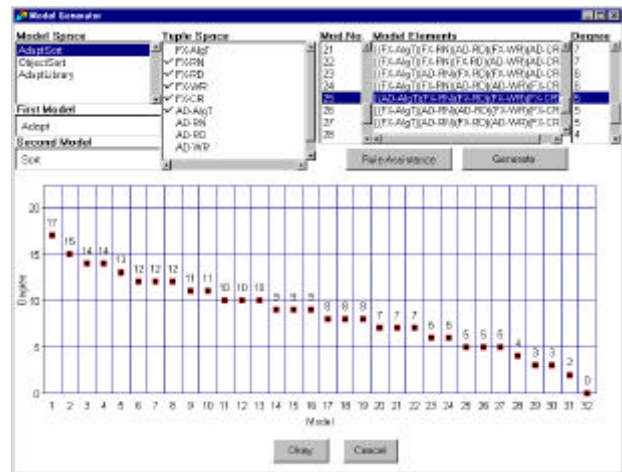 Model Generator
Model Space
Tuple Space
Mod.No.
Model Elements
Degree
AdaptSort
ObjectSort
AdaptLibrary
FX-AlgT
FX-RN
FX-RD
FX-WR
FX-CR
AD-AlgT
AD-RN
AD-RD
AD-WR
21
22
23
24
25
26
27
28
7
7
6
6
5
5
5
4
First Model
Adapt
Second Model
Sort
Rule Assistance
Generate
Degree
20
15
10
5
0
17
15
14
14
13
12
12
12
11
11
10
10
10
9
9
9
8
8
8
7
7
7
6
6
5
5
5
4
3
3
2
0
1 2 3 4 5 6 7 8 9 10 11 12 13 14 15 16 17 18 19 20 21 22 23 24 25 26 27 28 29 30 31 32
Model
Okay
Cancel